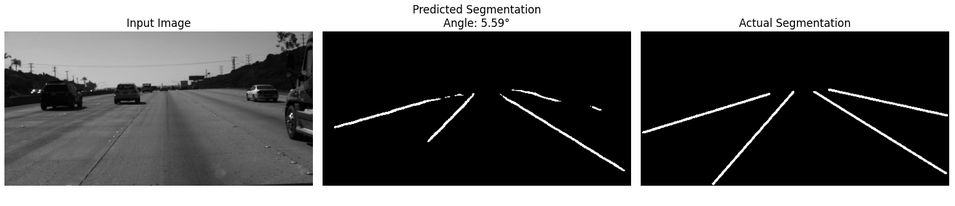 Input Image
Predicted Segmentation
Angle: 5.59°
Actual Segmentation